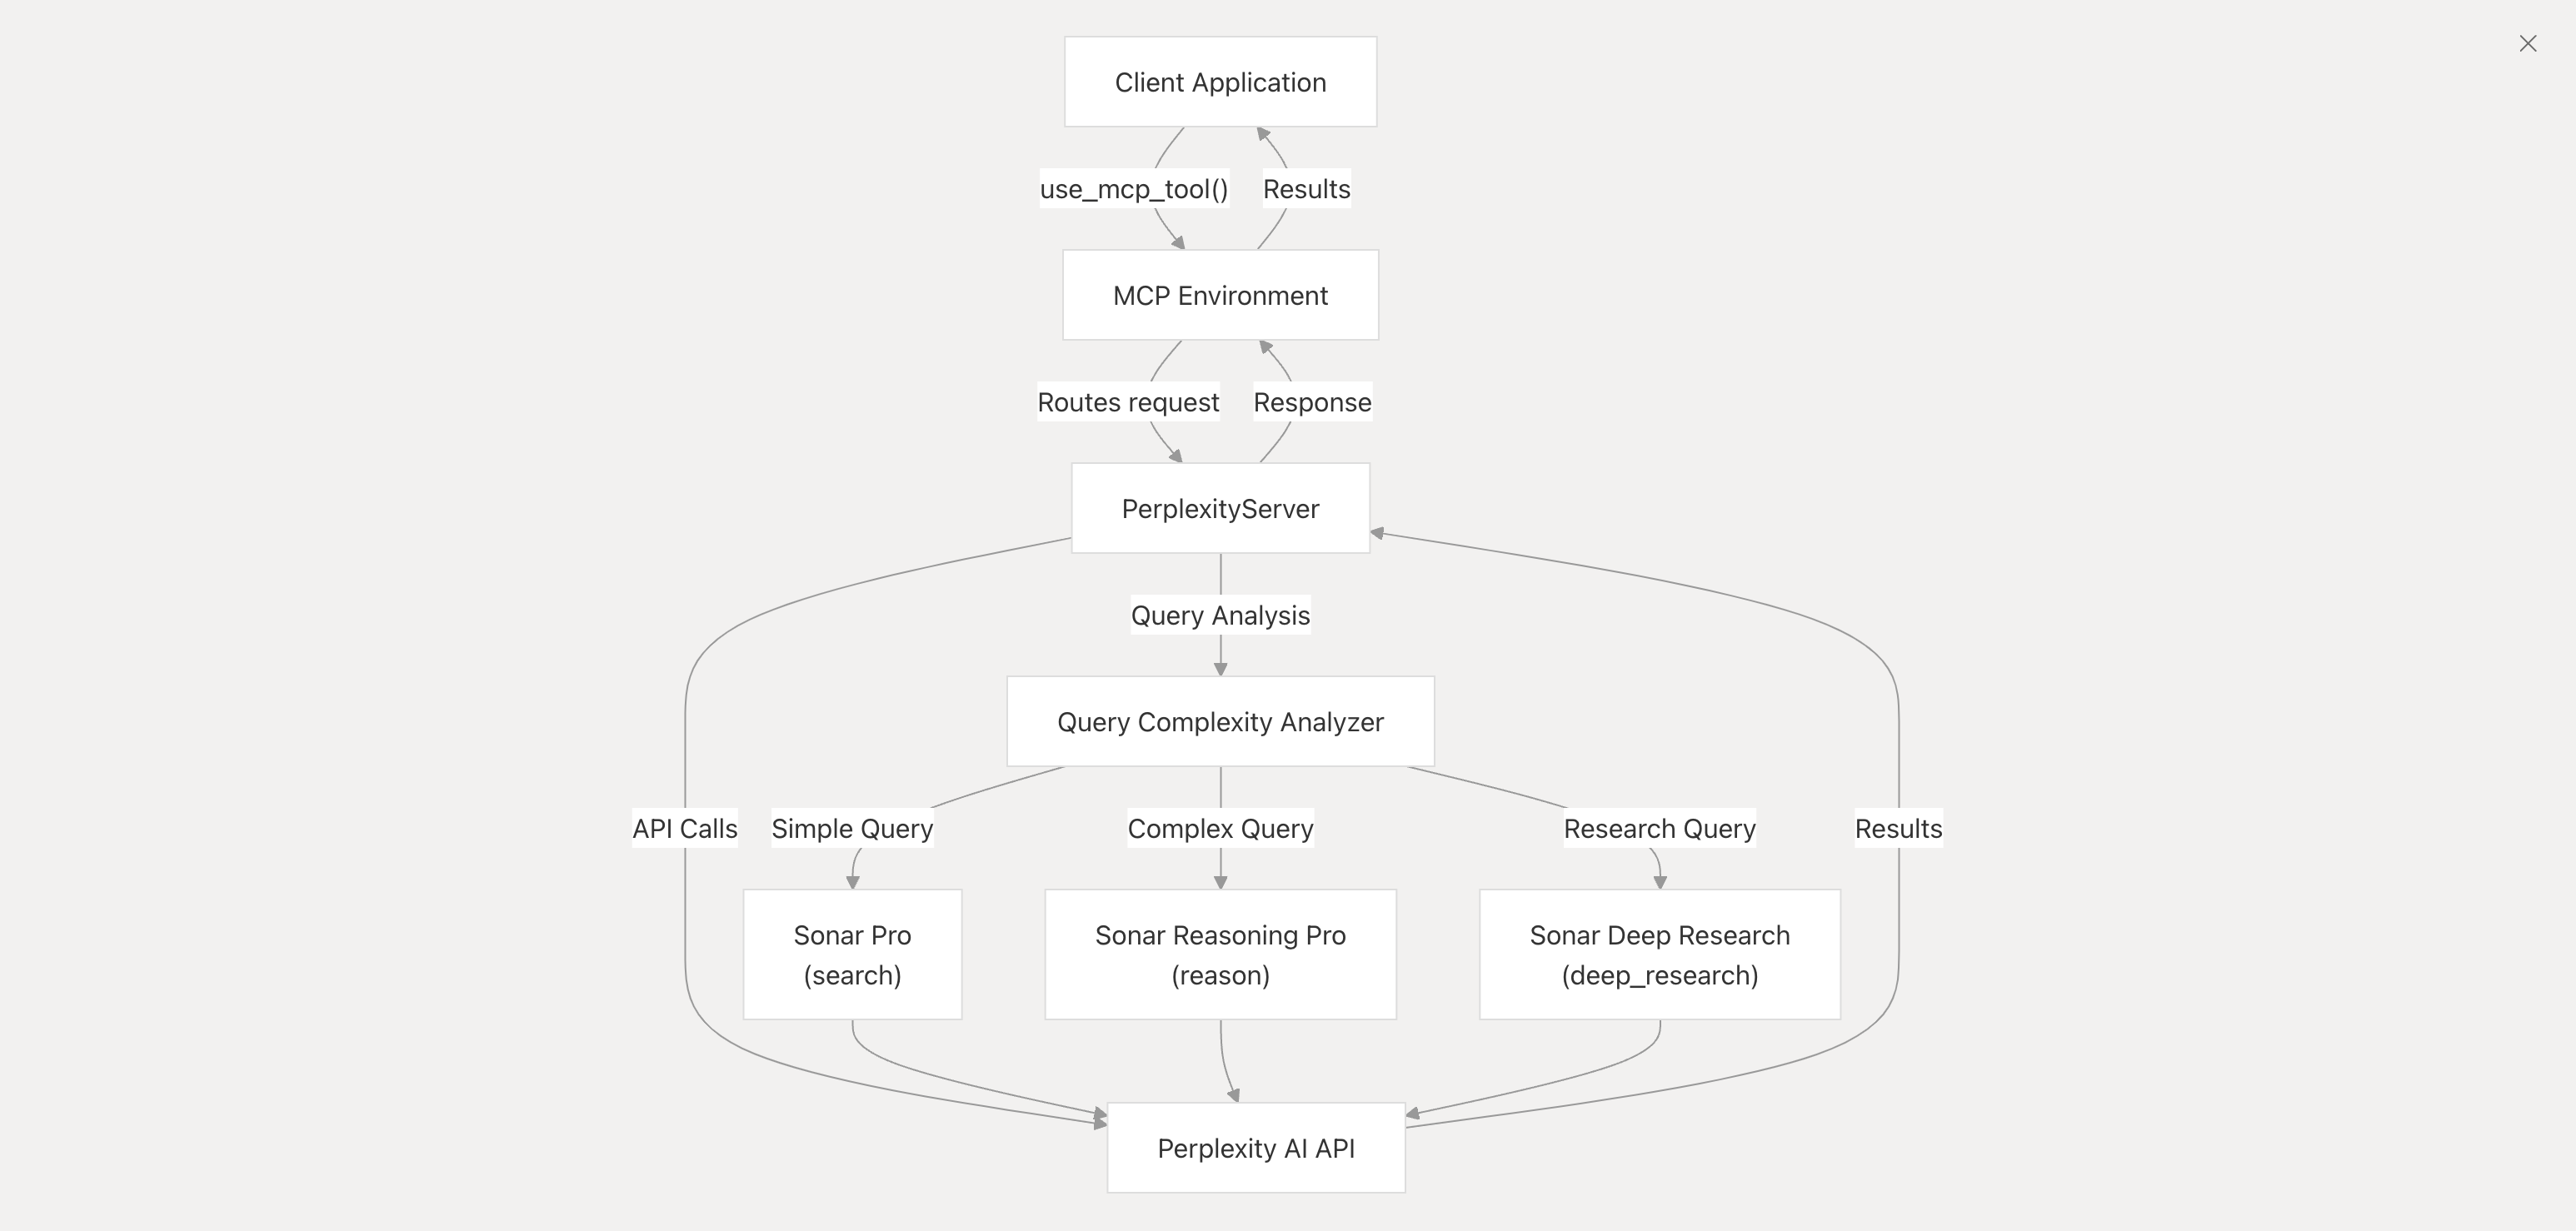 Client Application
use_mcp_tool()
Results
MCP Environment
Routes request
Response
PerplexityServer
Query Analysis
Query Complexity Analyzer
API Calls
Simple Query
Complex Query
Research Query
Results
Sonar Pro
(search)
Sonar Reasoning Pro
(reason)
Sonar Deep Research
(deep_research)
Perplexity AI API